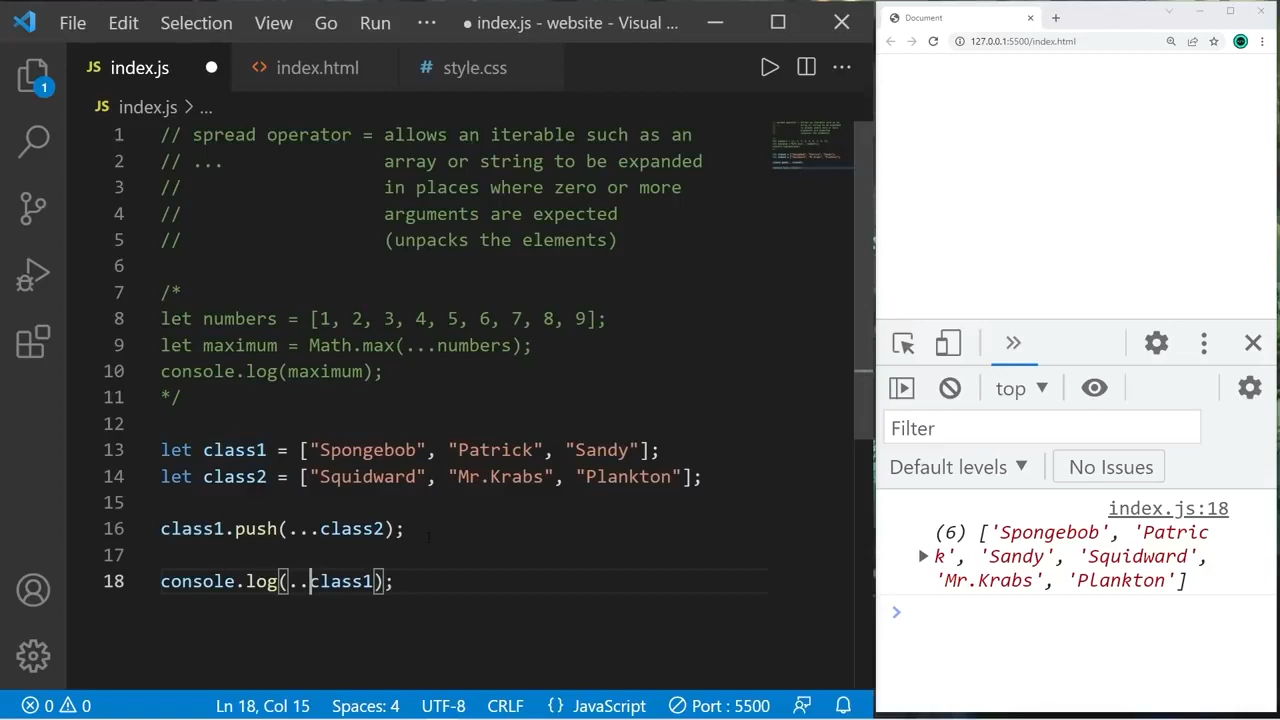 File Edit Selection View Go Run ··· ● index.js - website - Visual ...
JS index.js ● <> index.html # style.css
JS index.js > ...
1 // spread operator = allows an iterable such as an
2 // ... array or string to be expanded
3 // in places where zero or more
4 // arguments are expected
5 // (unpacks the elements)
6
7 /*
8 let numbers = [1, 2, 3, 4, 5, 6, 7, 8, 9];
9 let maximum = Math.max(...numbers);
10 console.log(maximum);
11 */
12
13 let class1 = ["Spongebob", "Patrick", "Sandy"];
14 let class2 = ["Squidward", "Mr.Krabs", "Plankton"];
15
16 class1.push(...class2);
17
18 console.log(..class1);
1
0 0 Ln 18, Col 15 Spaces: 4 UTF-8 CRLF {} JavaScript Port : 5500
Document
127.0.0.1:5500/index.html
top
Filter
Default levels No Issues
index.js:18
(6) ['Spongebob', 'Patric
k', 'Sandy', 'Squidward',
'Mr.Krabs', 'Plankton']
>